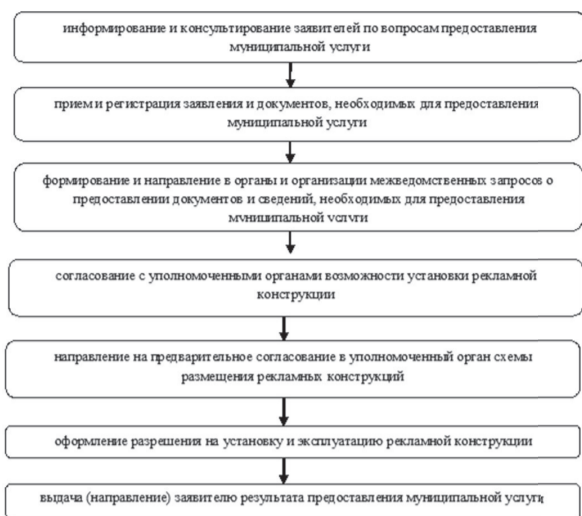 информирование и консультирование заявителей по вопросам предоставления
муниципальной услуги
прием и регистрация заявления и документов, необходимых для предоставления
муниципальной услуги
формирование и направление в органы и организации межведомственных запросов о
предоставлении документов и сведений, необходимых для предоставления
муниципальной услуги
согласование с уполномоченными органами возможности установки рекламной
конструкции
направление на предварительное согласование в уполномоченный орган схемы
размещения рекламных конструкций
оформление разрешения на установку и эксплуатацию рекламной конструкции
выдача (направление) заявителю результата предоставления муниципальной услуги